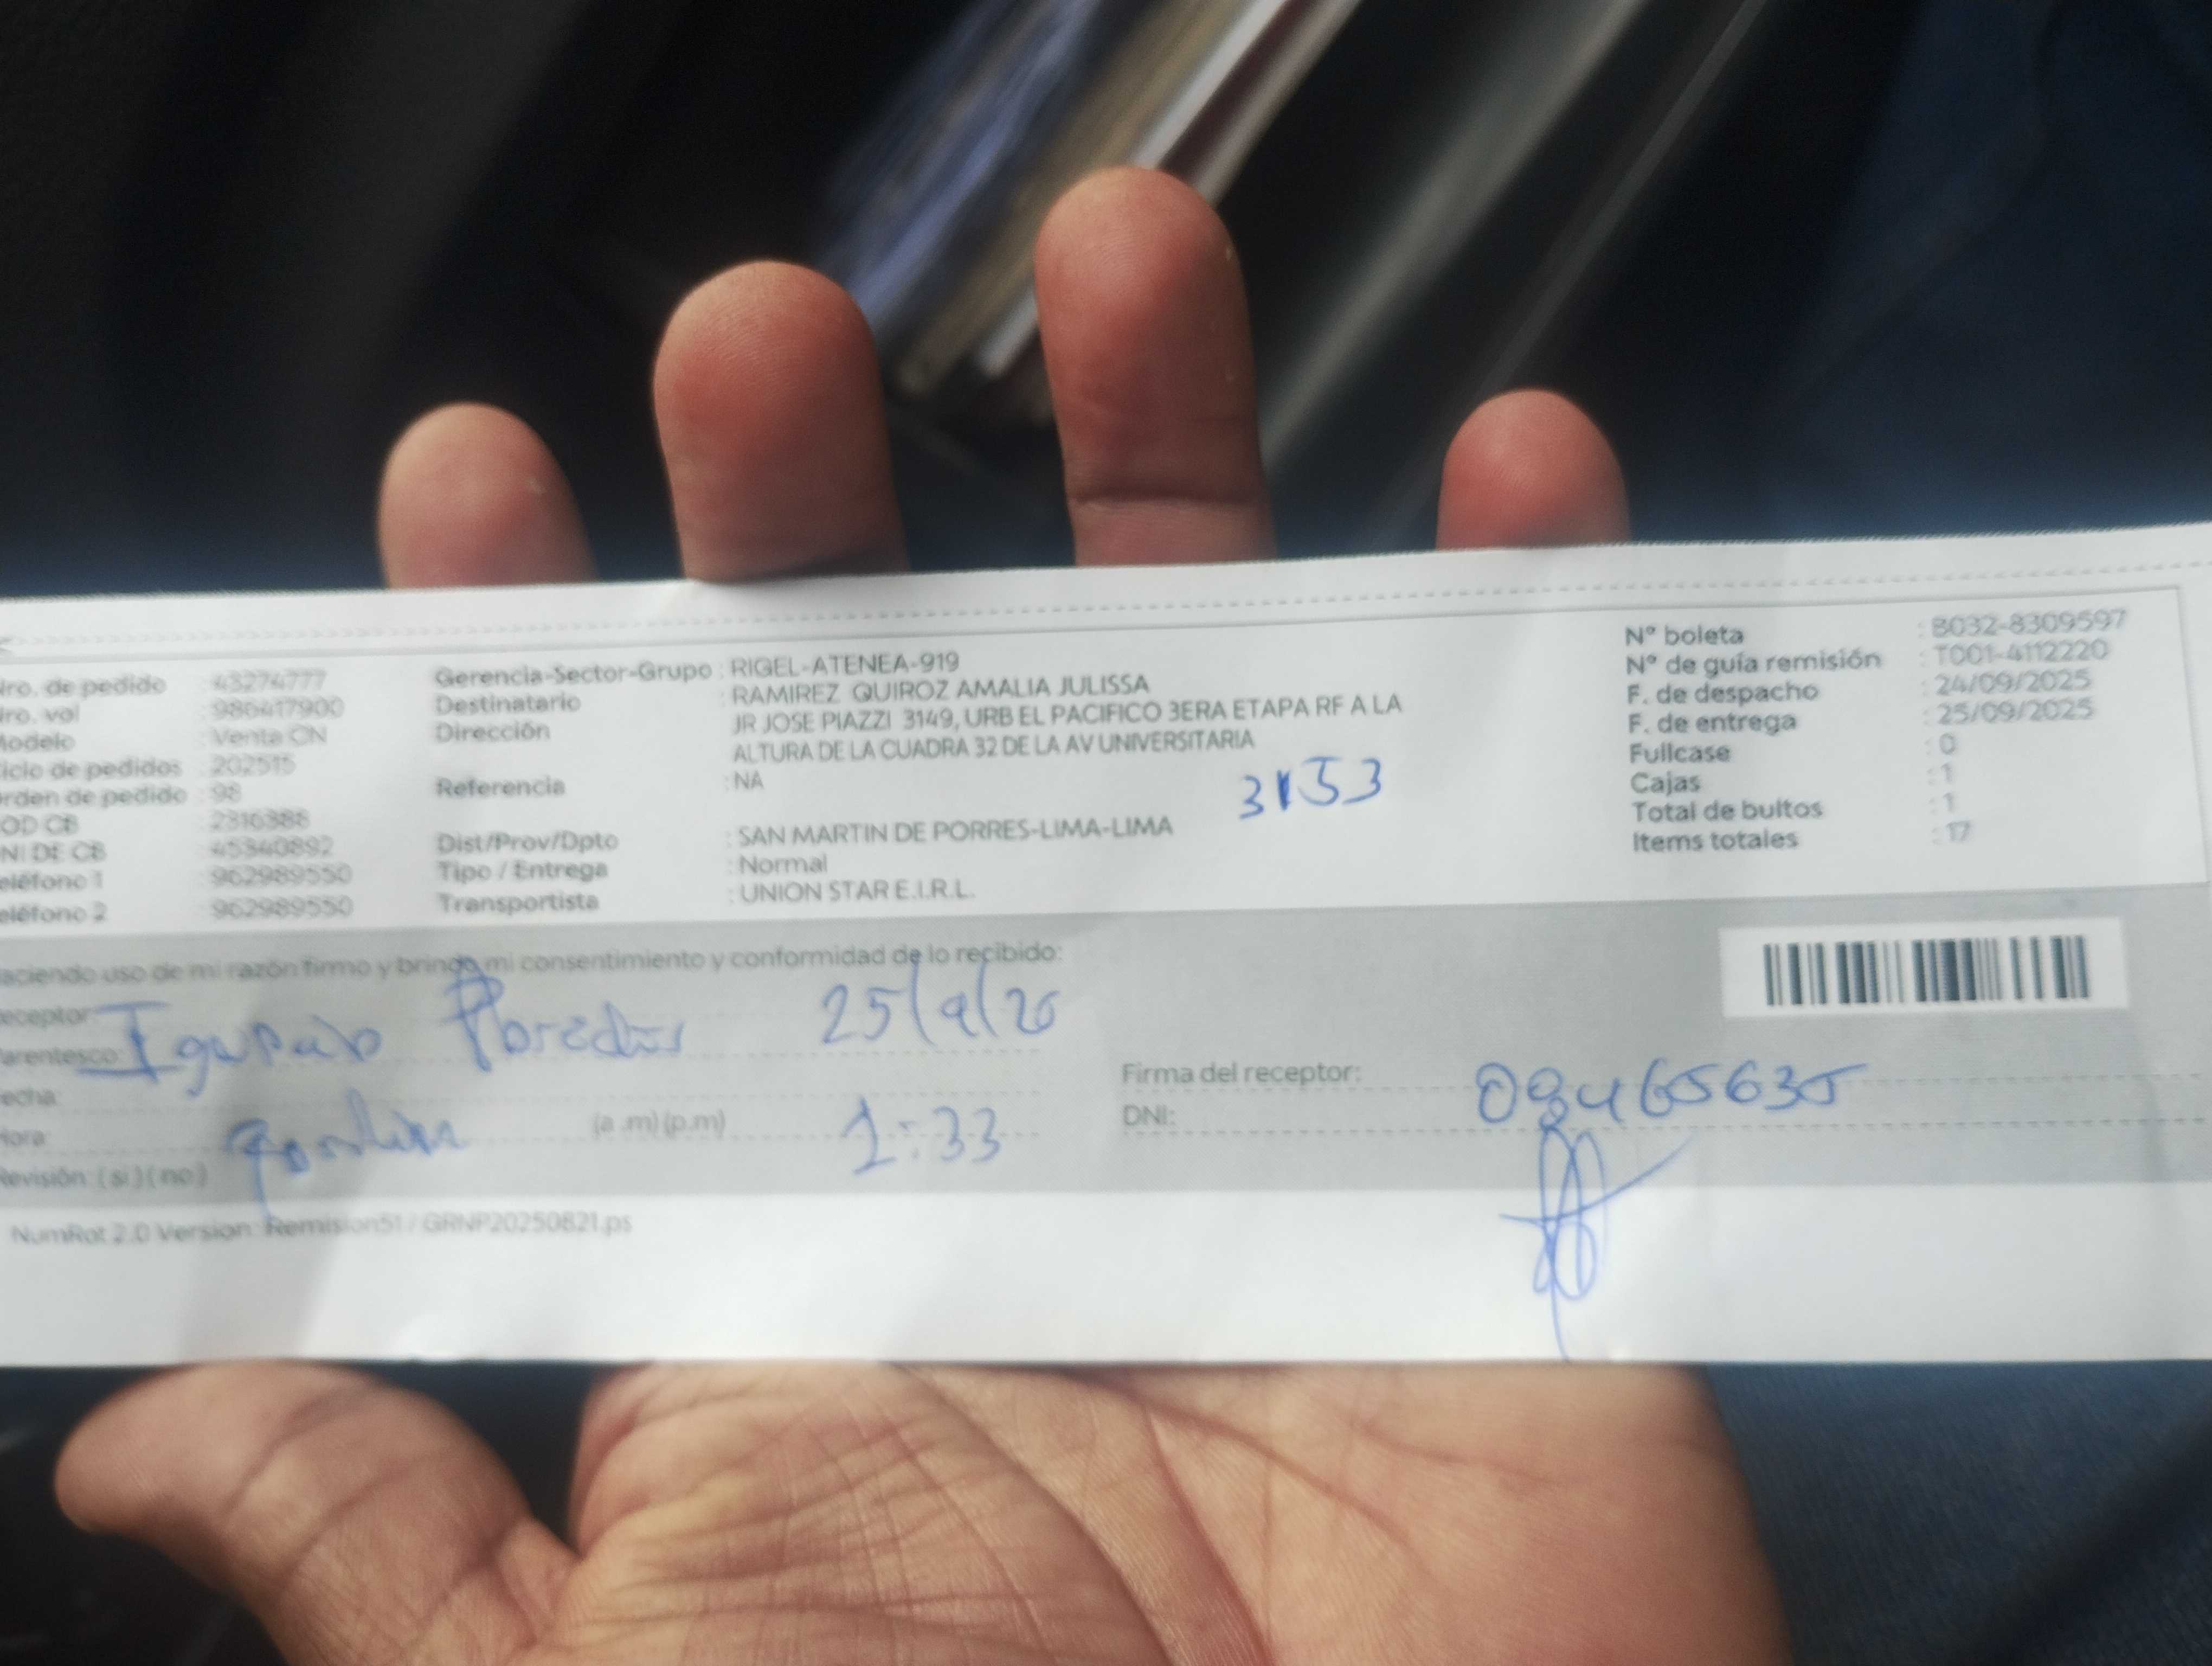 Nro. de pedido : 43274777
Nro. vol : 986417900
Modelo : Venta CN
Ciclo de pedidos : 202515
Orden de pedido : 98
COD CB : 2316388
DNI DE CB : 45340892
Teléfono 1 : 962989550
Teléfono 2 : 962989550
Gerencia-Sector-Grupo : RIGEL-ATENEA-919
Destinatario : RAMIREZ QUIROZ AMALIA JULISSA
Dirección : JR JOSE PIAZZI 3149, URB EL PACIFICO 3ERA ETAPA RF A LA
ALTURA DE LA CUADRA 32 DE LA AV UNIVERSITARIA
Referencia : NA
3153
Dist/Prov/Dpto : SAN MARTIN DE PORRES-LIMA-LIMA
Tipo / Entrega : Normal
Transportista : UNION STAR E.I.R.L.
N° boleta : B032-8309597
N° de guía remisión : T001-4112220
F. de despacho : 24/09/2025
F. de entrega : 25/09/2025
Fullcase : 0
Cajas : 1
Total de bultos : 1
Items totales : 17
Haciendo uso de mi razón firmo y brindo mi consentimiento y conformidad de lo recibido:
Receptor:
Parentesco:
25/9/20
Fecha:
Hora: (a .m) (p.m) 1:33
Revisión: ( si ) ( no )
Firma del receptor:
DNI:
NumRot 2.0 Version: Remision51 / GRNP20250821.ps